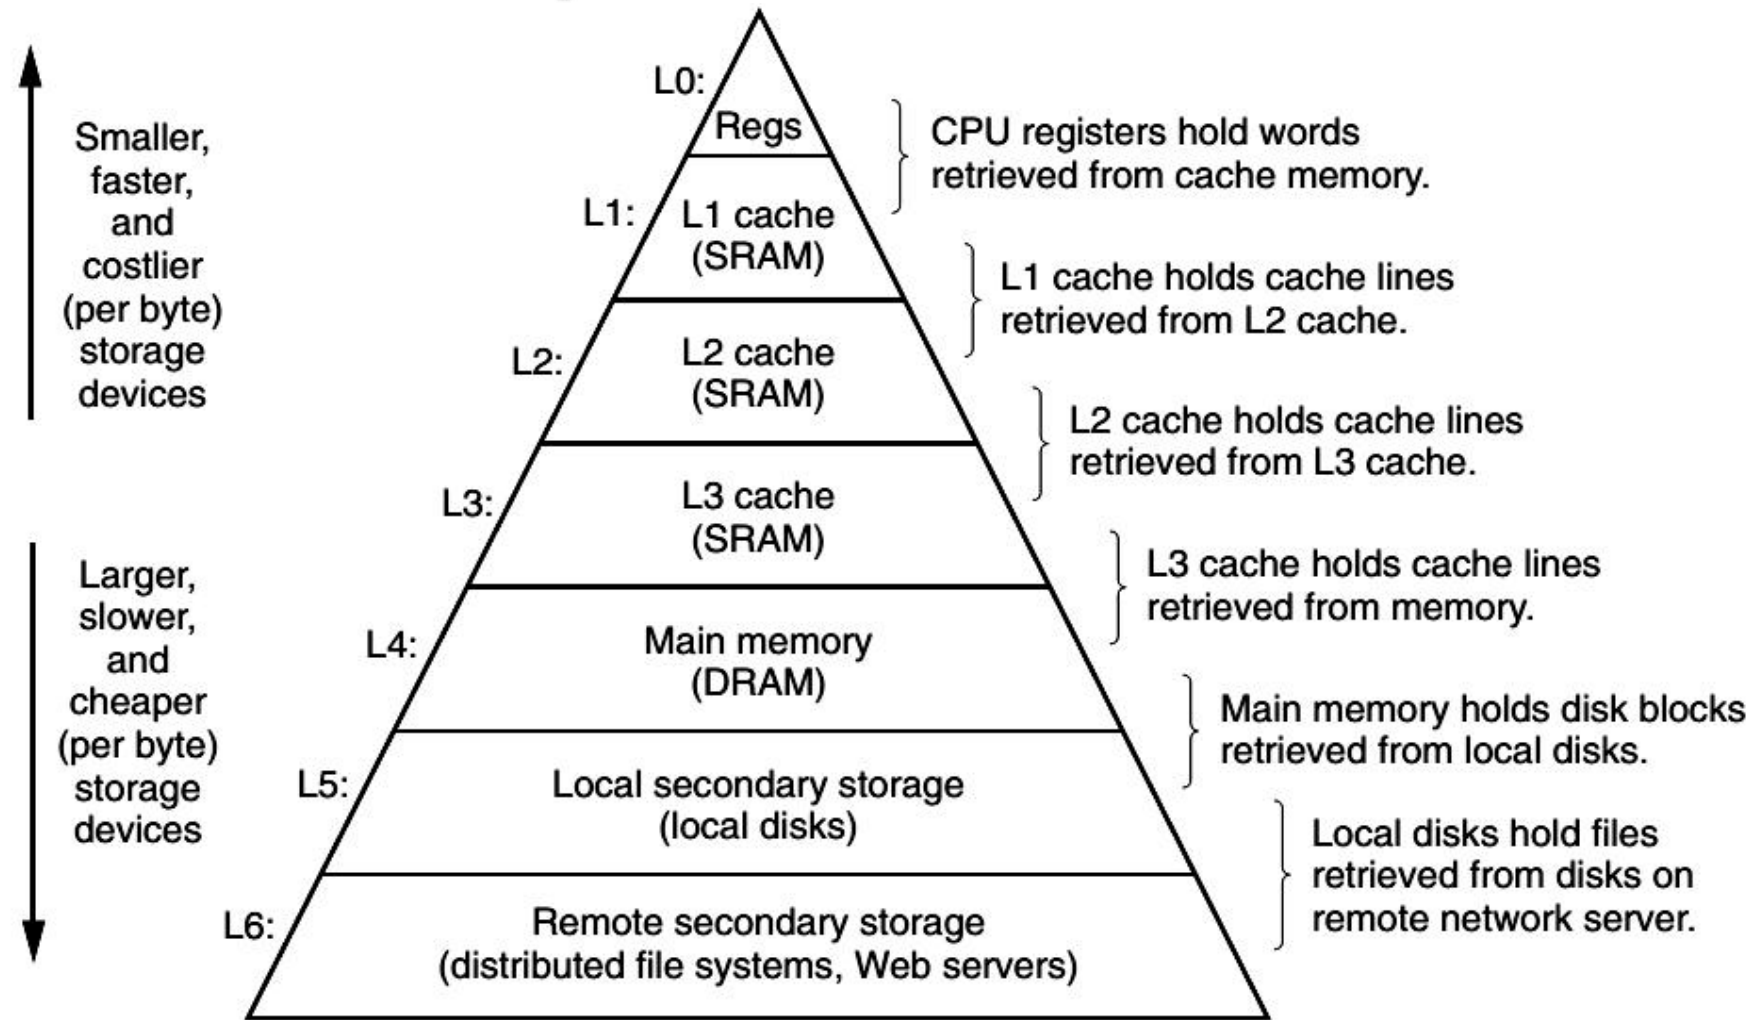 L0:
Regs
CPU registers hold words
retrieved from cache memory.
Smaller,
faster,
and
costlier
(per byte)
storage
devices
L1:
L1 cache
(SRAM)
L1 cache holds cache lines
retrieved from L2 cache.
L2:
L2 cache
(SRAM)
L2 cache holds cache lines
retrieved from L3 cache.
L3:
L3 cache
(SRAM)
L3 cache holds cache lines
retrieved from memory.
Larger,
slower,
and
cheaper
(per byte)
storage
devices
L4:
Main memory
(DRAM)
Main memory holds disk blocks
retrieved from local disks.
L5:
Local secondary storage
(local disks)
Local disks hold files
retrieved from disks on
remote network server.
L6:
Remote secondary storage
(distributed file systems, Web servers)